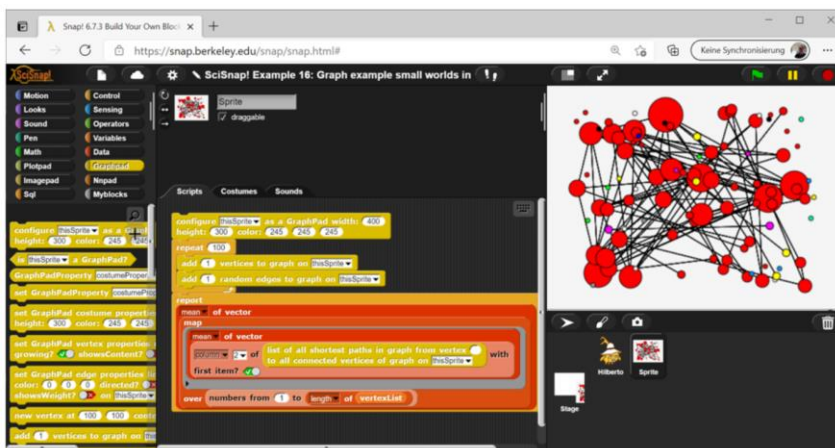 Snap! 6.7.3 Build Your Own Bloc
https://snap.berkeley.edu/snap/snap.html#
Keine Synchronisierung
SciSnap!
SciSnap! Example 16: Graph example small worlds in
Motion
Control
Looks
Sensing
Sound
Operators
Pen
Variables
Math
Data
Plotpad
Graphpad
Imagepad
Nnpad
Sql
Myblocks
Sprite
draggable
Scripts Costumes Sounds
configure thisSprite as a Graph
height: 300 color: 245 245
is thisSprite a GraphPad?
GraphPadProperty costumeProper
set GraphPadProperty costumePro
set GraphPad costume properties
height: 300 color: 245 245
set GraphPad vertex properties
growing? showsContent?
set GraphPad edge properties li
color: 0 0 0 directed?
showsWeight? on thisSprite
new vertex at 100 100 conte
add 1 vertices to graph on this
configure thisSprite as a GraphPad width: 400
height: 300 color: 245 245 245
repeat 100
add 1 vertices to graph on thisSprite
add 1 random edges to graph on thisSprite
report
mean of vector
map
mean of vector
column 2 of list of all shortest paths in graph from vertex
to all connected vertices of graph on thisSprite with
first item?
over numbers from 1 to length of vertexList
Hilberto
Sprite
Stage